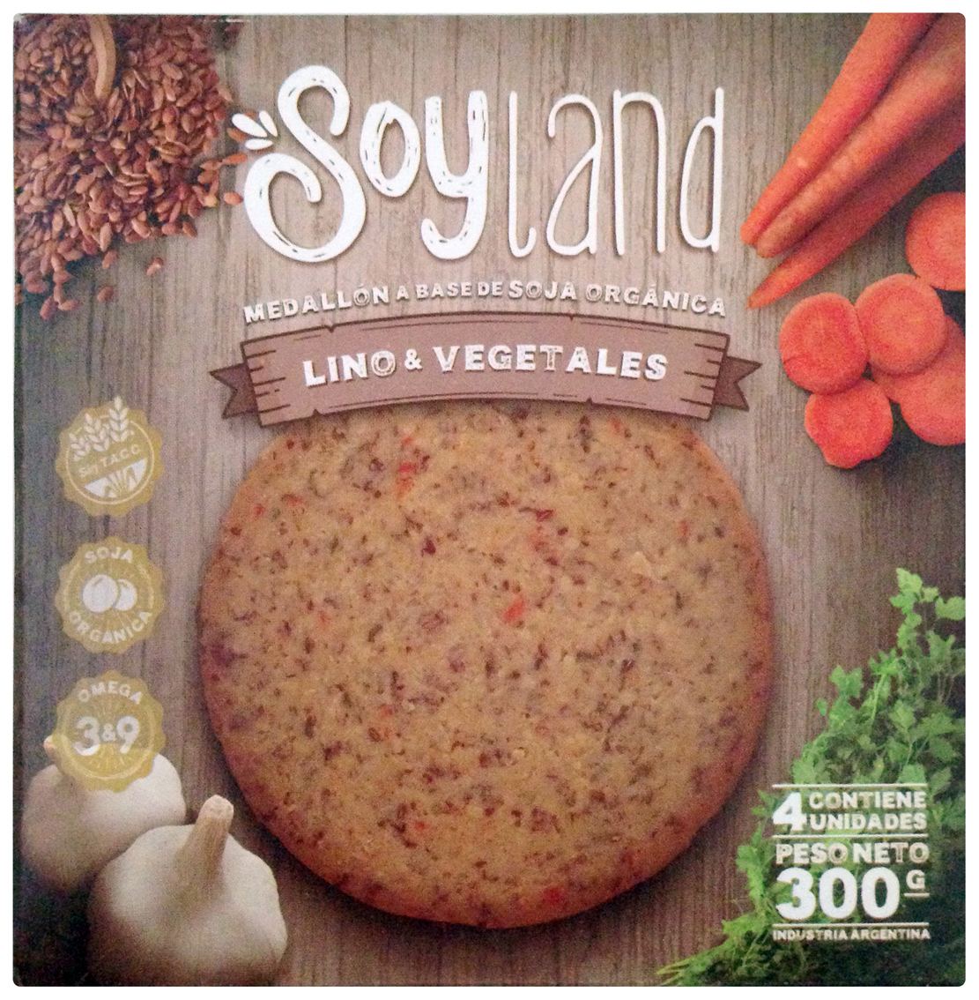 Soyland
MEDALLÓN A BASE DE SOJA ORGÁNICA
LINO & VEGETALES
Sin T.A.C.C.
SOJA
ORGÁNICA
OMEGA
3&9
4 CONTIENE
UNIDADES
PESO NETO
300 G
INDUSTRIA ARGENTINA